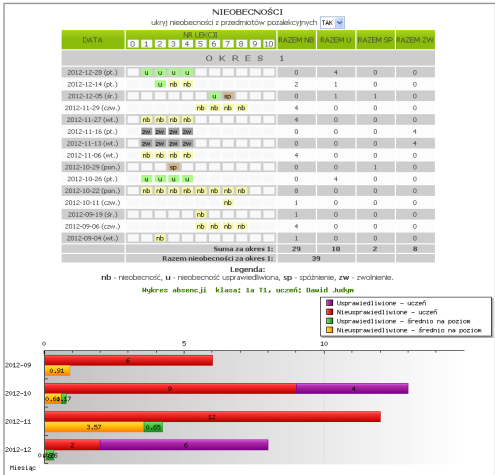 NIEOBECNOŚCI
ukryj nieobecności z przedmiotów pozalekcyjnych TAK
DATA NR LEKCJI RAZEM NB RAZEM U RAZEM SP RAZEM ZW
0 1 2 3 4 5 6 7 8 9 10
O K R E S 1
2012-12-28 (pt.) u u u u 0 4 0 0
2012-12-14 (pt.) u nb nb 2 1 0 0
2012-12-05 (śr.) u sp 0 1 1 0
2012-11-29 (czw.) nb nb nb nb 4 0 0 0
2012-11-27 (wt.) nb nb nb nb 4 0 0 0
2012-11-16 (pt.) zw zw zw zw 0 0 0 4
2012-11-13 (wt.) zw zw zw zw 0 0 0 4
2012-11-06 (wt.) nb nb nb nb 4 0 0 0
2012-10-29 (pon.) sp 0 0 1 0
2012-10-26 (pt.) u u u u 0 4 0 0
2012-10-22 (pon.) nb nb nb nb nb nb nb nb 8 0 0 0
2012-10-11 (czw.) nb 1 0 0 0
2012-09-19 (śr.) nb 1 0 0 0
2012-09-06 (czw.) nb nb nb nb 4 0 0 0
2012-09-04 (wt.) nb 1 0 0 0
Suma za okres 1: 29 10 2 8
Razem nieobecności za okres 1: 39
Legenda:
nb - nieobecność, u - nieobecność usprawiedliwiona, sp - spóźnienie, zw - zwolnienie.
Wykres absencji klasa: 1a T1, uczeń: Dawid Judym
Usprawiedliwione - uczeń
Nieusprawiedliwione - uczeń
Usprawiedliwione - średnio na poziom
Nieusprawiedliwione - średnio na poziom
0 5 10
2012-09 6
0.91
2012-10 9 4
2012-11 12
3.57 0.65
2012-12 2 6
Miesiąc